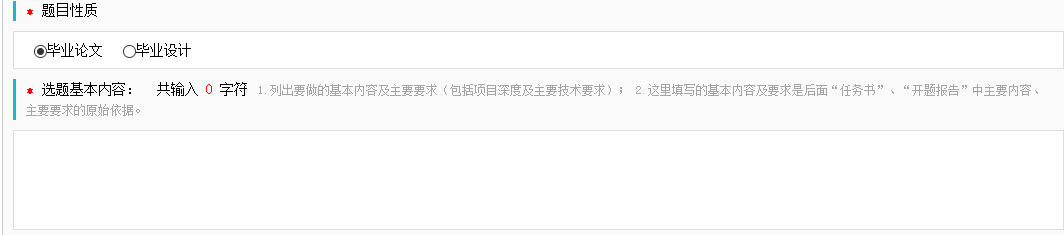 * 题目性质
毕业论文 毕业设计
* 选题基本内容： 共输入 0 字符 1.列出要做的基本内容及主要要求（包括项目深度及主要技术要求）； 2.这里填写的基本内容及要求是后面“任务书”、“开题报告”中主要内容、
主要要求的原始依据。